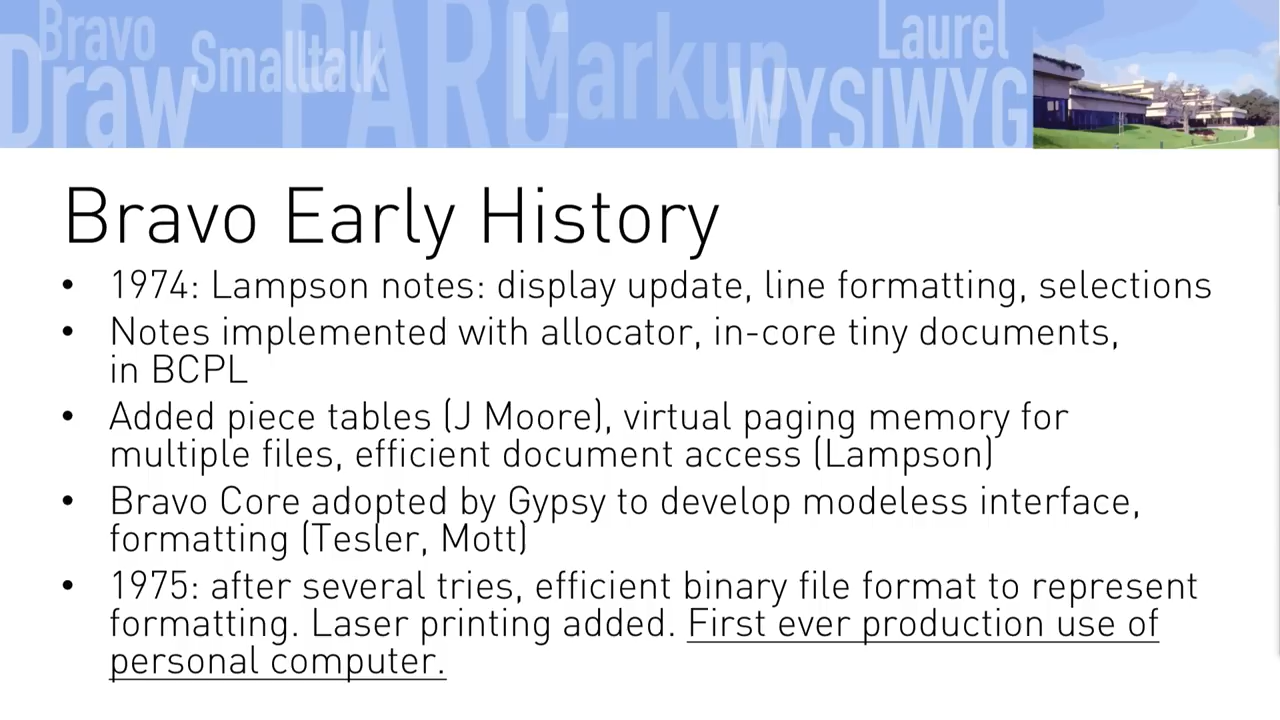 Bravo
Draw
Smalltalk
PARC
Markup
Laurel
WYSIWYG
Bravo Early History
• 1974: Lampson notes: display update, line formatting, selections
• Notes implemented with allocator, in-core tiny documents,
in BCPL
• Added piece tables (J Moore), virtual paging memory for
multiple files, efficient document access (Lampson)
• Bravo Core adopted by Gypsy to develop modeless interface,
formatting (Tesler, Mott)
• 1975: after several tries, efficient binary file format to represent
formatting. Laser printing added. First ever production use of
personal computer.